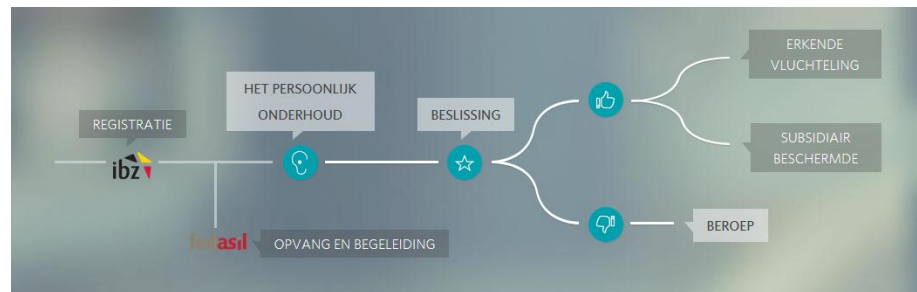 REGISTRATIE
ibz
HET PERSOONLIJK
ONDERHOUD
BESLISSING
ERKENDE
VLUCHTELING
SUBSIDIAIR
BESCHERMDE
BEROEP
fedasil
OPVANG EN BEGELEIDING